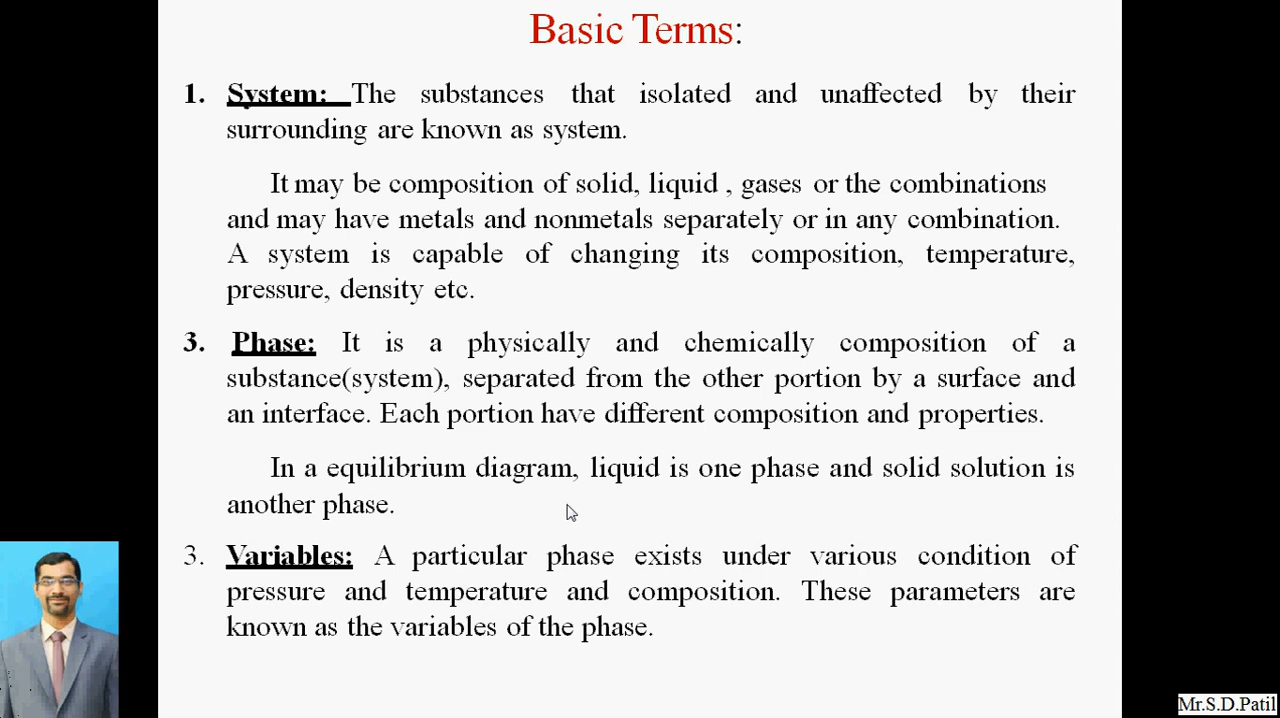 Basic Terms:
1. System: The substances that isolated and unaffected by their
surrounding are known as system.
It may be composition of solid, liquid , gases or the combinations
and may have metals and nonmetals separately or in any combination.
A system is capable of changing its composition, temperature,
pressure, density etc.
3. Phase: It is a physically and chemically composition of a
substance(system), separated from the other portion by a surface and
an interface. Each portion have different composition and properties.
In a equilibrium diagram, liquid is one phase and solid solution is
another phase.
3. Variables: A particular phase exists under various condition of
pressure and temperature and composition. These parameters are
known as the variables of the phase.
Mr.S.D.Patil